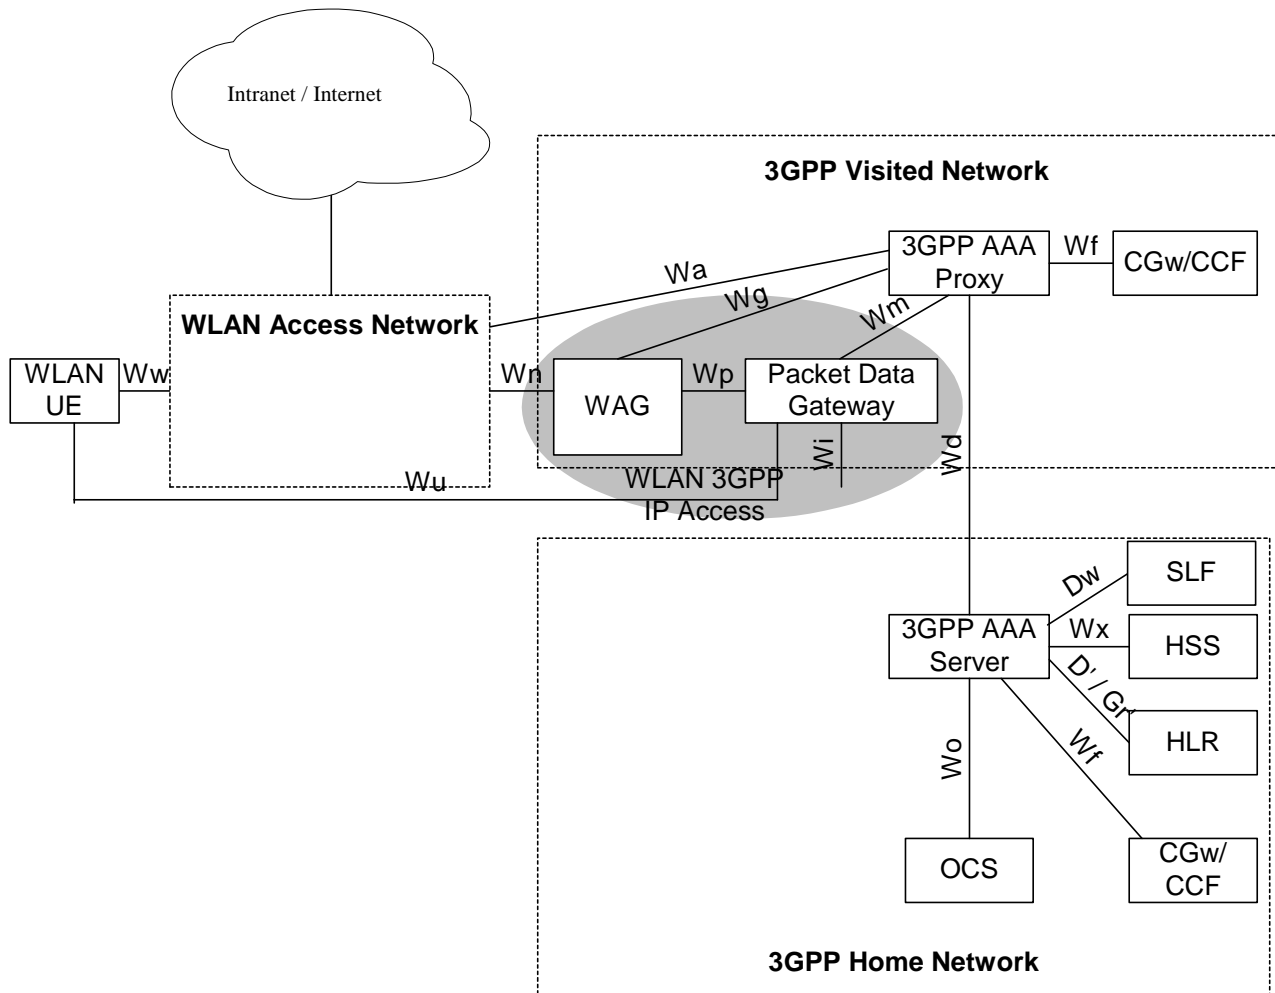 Intranet / Internet
3GPP Visited Network
3GPP AAA
Proxy
Wf
CGw/CCF
Wa
Wg
Wm
WLAN Access Network
WLAN
UE
Ww
Wn
WAG
Wp
Packet Data
Gateway
Wi
Wd
Wu
WLAN 3GPP
IP Access
SLF
Dw
3GPP AAA
Server
Wx
HSS
D' / Gr'
HLR
Wo
Wf
OCS
CGw/
CCF
3GPP Home Network